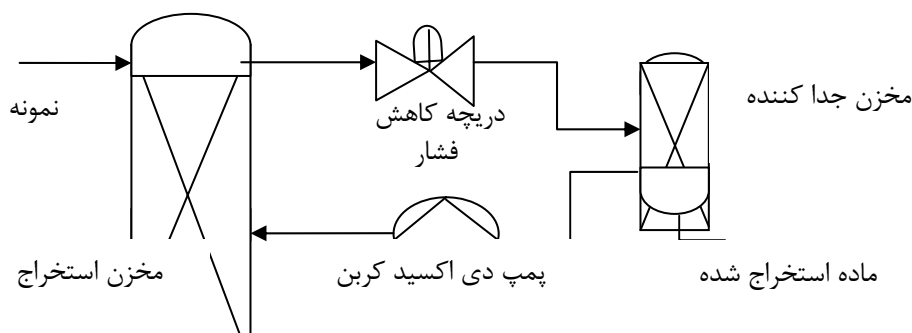 مخزن جدا کننده
نمونه
دریچه کاهش
فشار
مخزن استخراج
پمپ دی اکسید کربن
ماده استخراج شده